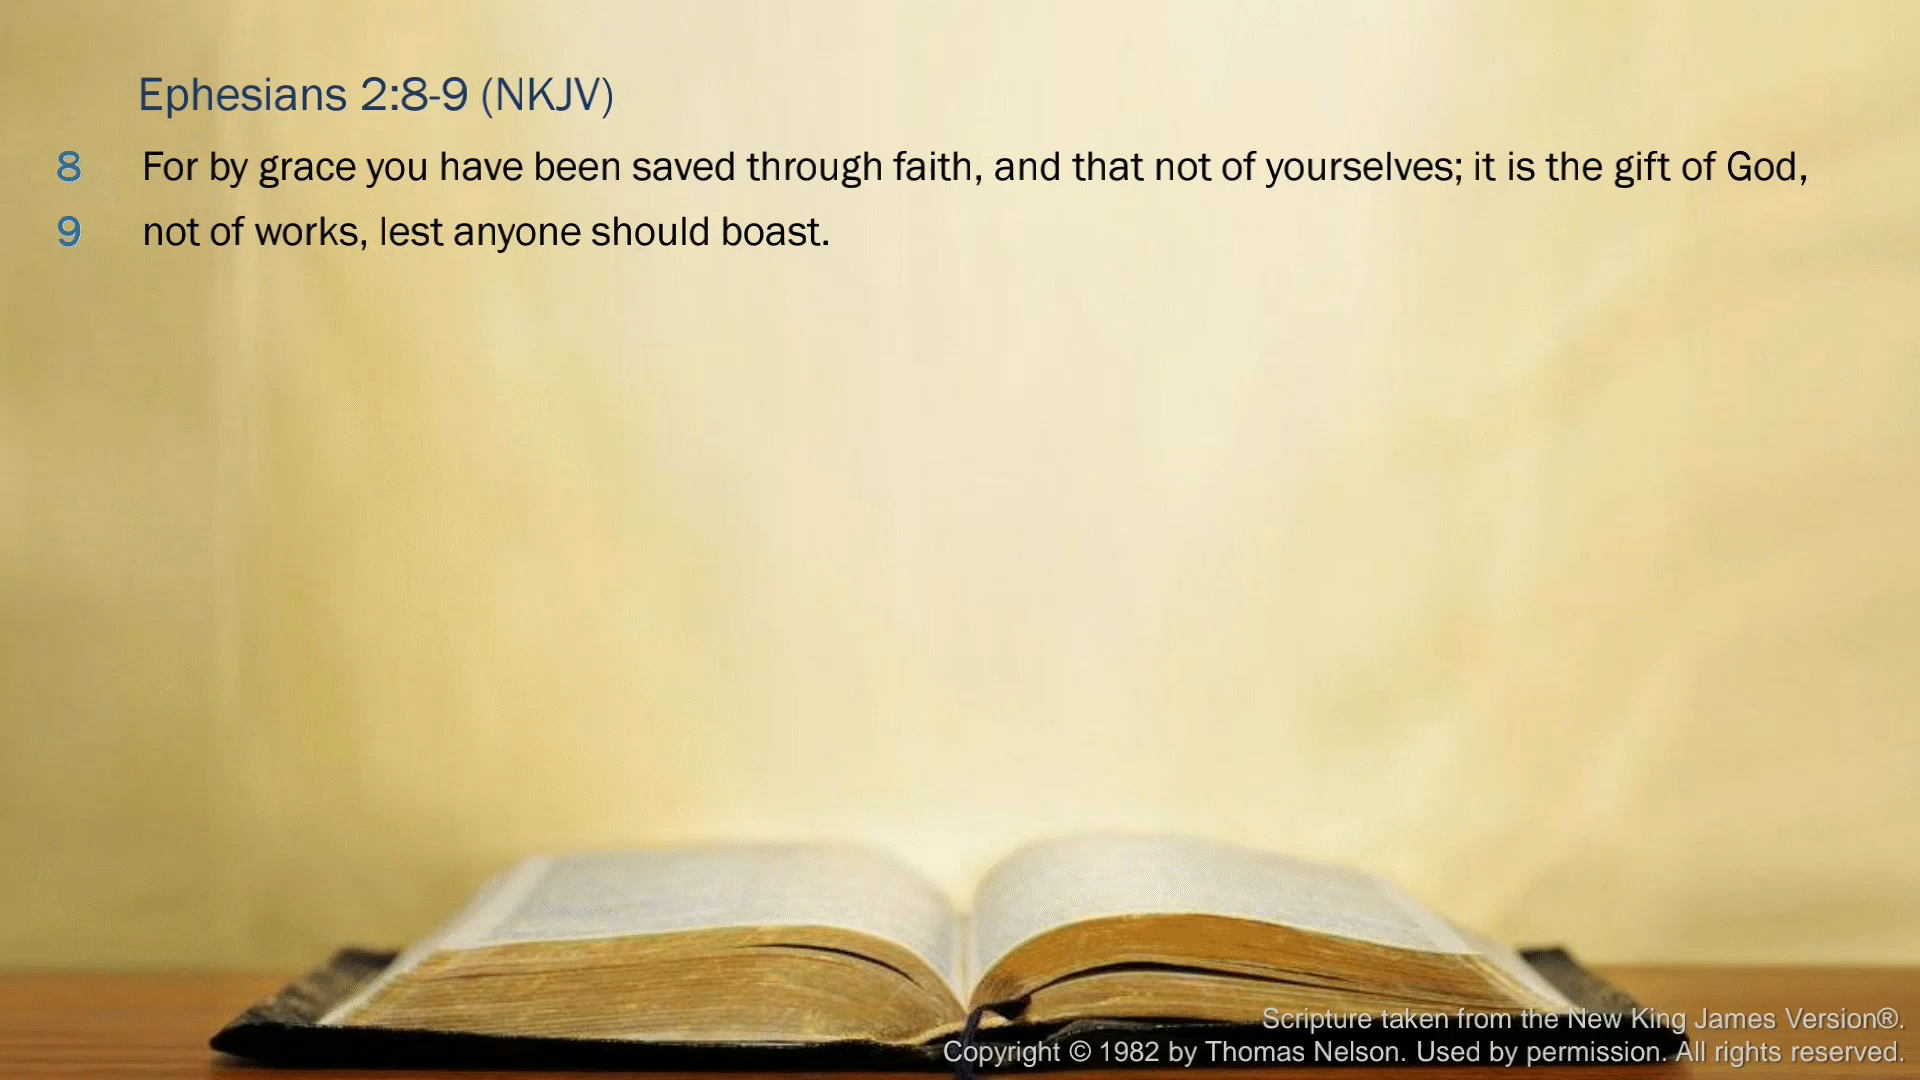 Ephesians 2:8-9 (NKJV)
8 For by grace you have been saved through faith, and that not of yourselves; it is the gift of God,
9 not of works, lest anyone should boast.
Scripture taken from the New King James Version®.
Copyright © 1982 by Thomas Nelson. Used by permission. All rights reserved.